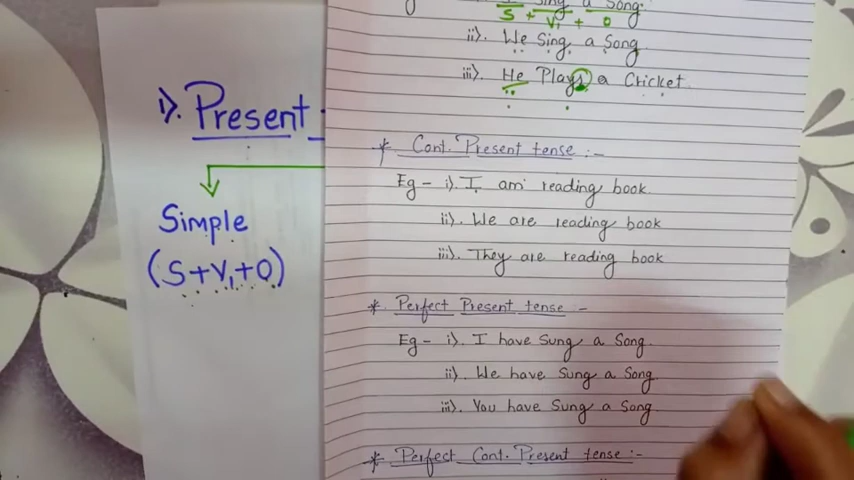 i). Present
Simple
(S+V₁+O)
Sing a Song
S + V₁ + O
ii). We Sing a Song
iii). He Plays a Cricket.
* Cont. Present tense :-
Eg - i). I am reading book.
ii). We are reading book
iii). They are reading book
* Perfect Present tense :-
Eg - i). I have Sung a Song.
ii). We have Sung a Song.
iii). You have Sung a Song.
* Perfect Cont. Present tense :-